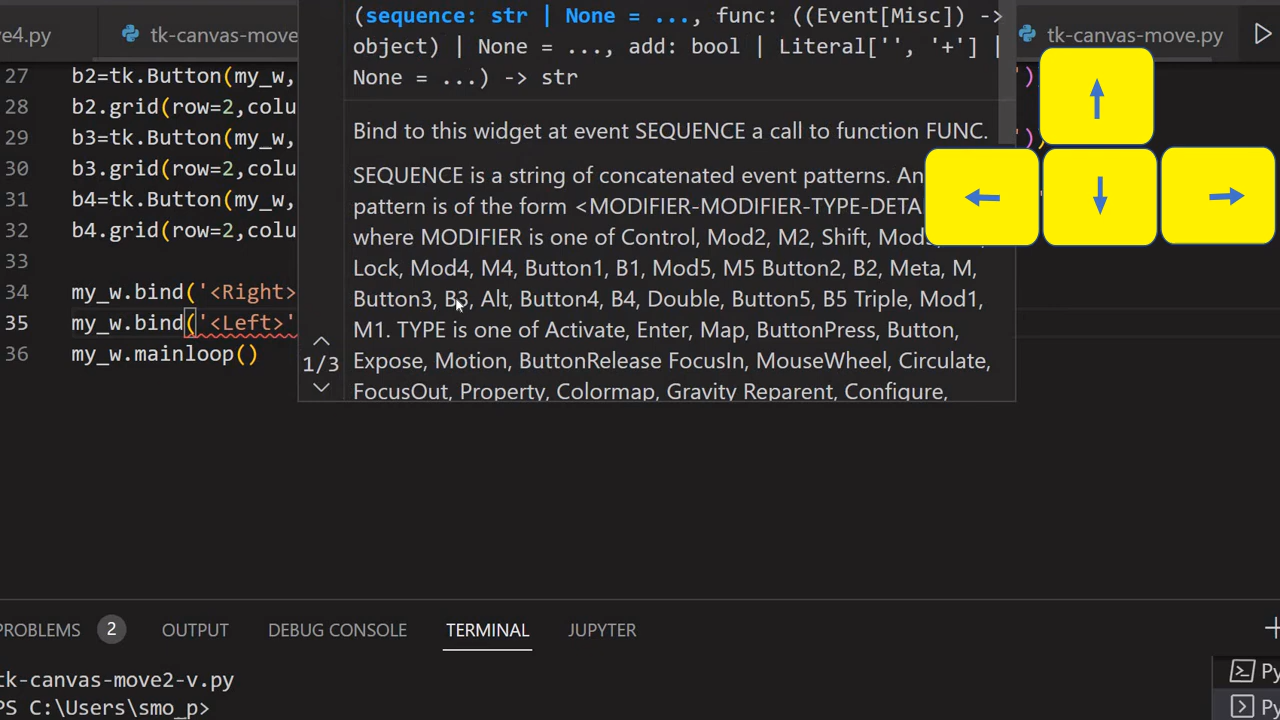 ve4.py
tk-canvas-move
tk-canvas-move.py
27 b2=tk.Button(my_w,
28 b2.grid(row=2,colu
29 b3=tk.Button(my_w,
30 b3.grid(row=2,colu
31 b4=tk.Button(my_w,
32 b4.grid(row=2,colu
33
34 my_w.bind('<Right>
35 my_w.bind('<Left>'
36 my_w.mainloop()
(sequence: str | None = ..., func: ((Event[Misc]) ->
object) | None = ..., add: bool | Literal['', '+'] |
None = ...) -> str
Bind to this widget at event SEQUENCE a call to function FUNC.
SEQUENCE is a string of concatenated event patterns. An
pattern is of the form <MODIFIER-MODIFIER-TYPE-DETA
where MODIFIER is one of Control, Mod2, M2, Shift, Mod
Lock, Mod4, M4, Button1, B1, Mod5, M5 Button2, B2, Meta, M,
Button3, B3, Alt, Button4, B4, Double, Button5, B5 Triple, Mod1,
M1. TYPE is one of Activate, Enter, Map, ButtonPress, Button,
Expose, Motion, ButtonRelease FocusIn, MouseWheel, Circulate,
FocusOut, Property, Colormap, Gravity Reparent, Configure,
1/3
')
'),
PROBLEMS 2 OUTPUT DEBUG CONSOLE TERMINAL JUPYTER
tk-canvas-move2-v.py
PS C:\Users\smo_p>
Py
Py